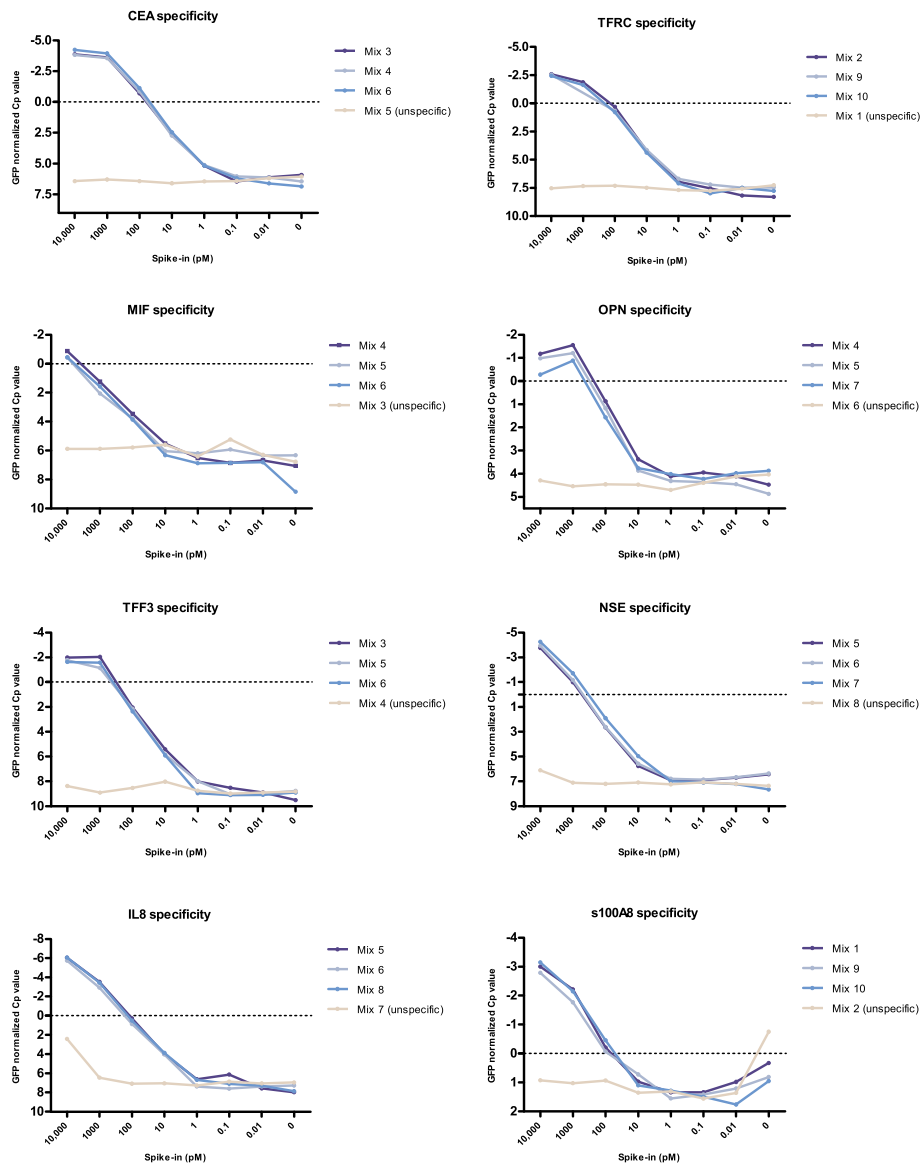 CEA specificity
GFP normalized Cp value
-5.0
-2.5
0.0
2.5
5.0
7.5
10,000
1000
100
10
1
0.1
0.01
0
Spike-in (pM)
Mix 3
Mix 4
Mix 6
Mix 5 (unspecific)
TFRC specificity
GFP normalized Cp value
-5.0
-2.5
0.0
2.5
5.0
7.5
10.0
10,000
1000
100
10
1
0.1
0.01
0
Spike-in (pM)
Mix 2
Mix 9
Mix 10
Mix 1 (unspecific)
MIF specificity
GFP normalized Cp value
-2
0
2
4
6
8
10
10,000
1000
100
10
1
0.1
0.01
0
Spike-in (pM)
Mix 4
Mix 5
Mix 6
Mix 3 (unspecific)
OPN specificity
GFP normalized Cp value
-2
-1
0
1
2
3
4
5
10,000
1000
100
10
1
0.1
0.01
0
Spike-in (pM)
Mix 4
Mix 5
Mix 7
Mix 6 (unspecific)
TFF3 specificity
GFP normalized Cp value
-4
-2
0
2
4
6
8
10
10,000
1000
100
10
1
0.1
0.01
0
Spike-in (pM)
Mix 3
Mix 5
Mix 6
Mix 4 (unspecific)
NSE specificity
GFP normalized Cp value
-5
-3
-1
1
3
5
7
9
10,000
1000
100
10
1
0.1
0.01
0
Spike-in (pM)
Mix 5
Mix 6
Mix 7
Mix 8 (unspecific)
IL8 specificity
GFP normalized Cp value
-8
-6
-4
-2
0
2
4
6
8
10
10,000
1000
100
10
1
0.1
0.01
0
Spike-in (pM)
Mix 5
Mix 6
Mix 8
Mix 7 (unspecific)
s100A8 specificity
GFP normalized Cp value
-4
-3
-2
-1
0
1
2
10,000
1000
100
10
1
0.1
0.01
0
Spike-in (pM)
Mix 1
Mix 9
Mix 10
Mix 2 (unspecific)